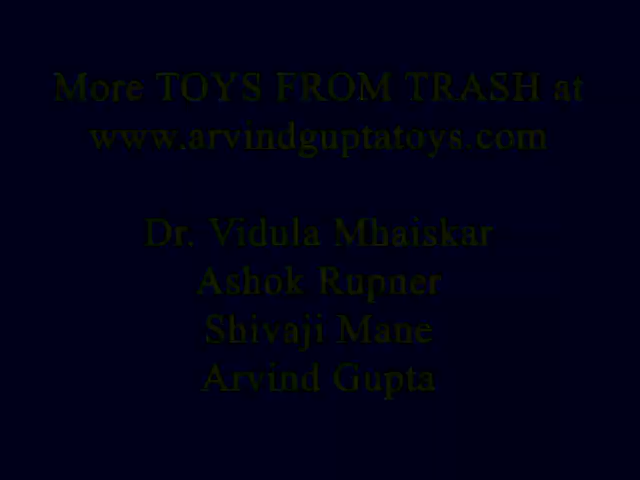 More TOYS FROM TRASH at
www.arvindguptatoys.com
Dr. Vidula Mhaiskar
Ashok Rupner
Shivaji Mane
Arvind Gupta